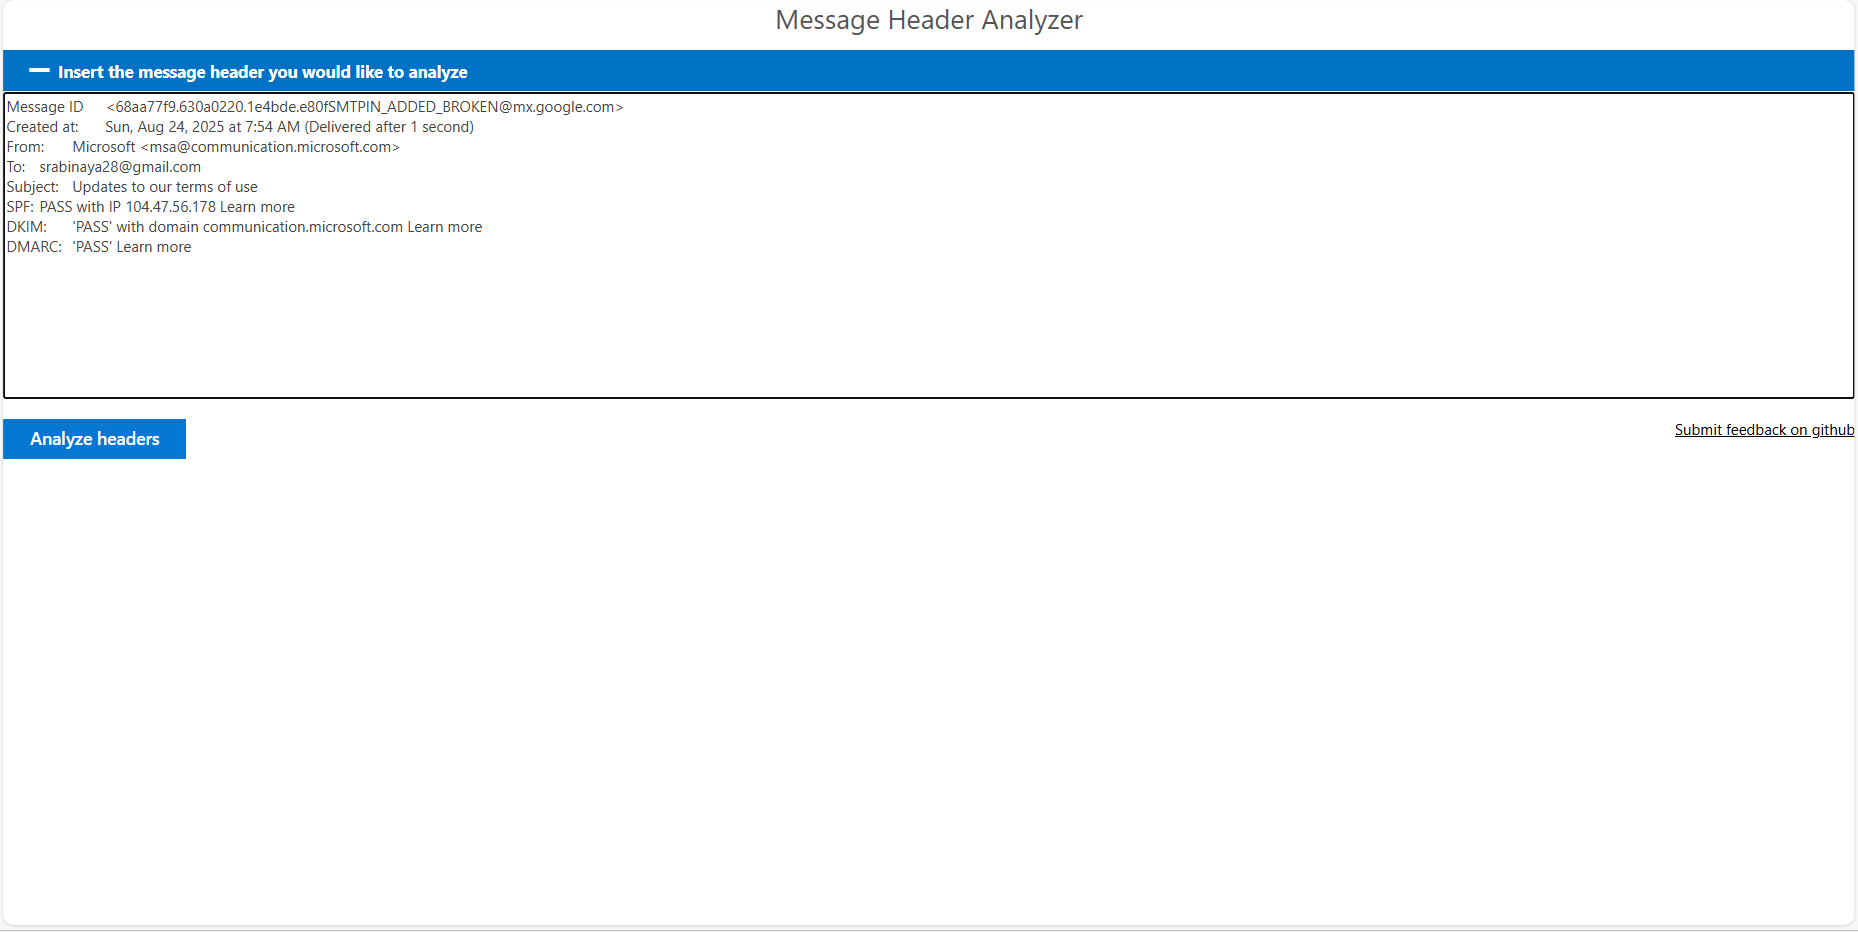 Message Header Analyzer
Insert the message header you would like to analyze
Message ID <68aa77f9.630a0220.1e4bde.e80fSMTPIN_ADDED_BROKEN@mx.google.com>
Created at: Sun, Aug 24, 2025 at 7:54 AM (Delivered after 1 second)
From: Microsoft <msa@communication.microsoft.com>
To: srabinaya28@gmail.com
Subject: Updates to our terms of use
SPF: PASS with IP 104.47.56.178 Learn more
DKIM: 'PASS' with domain communication.microsoft.com Learn more
DMARC: 'PASS' Learn more
Analyze headers
Submit feedback on github